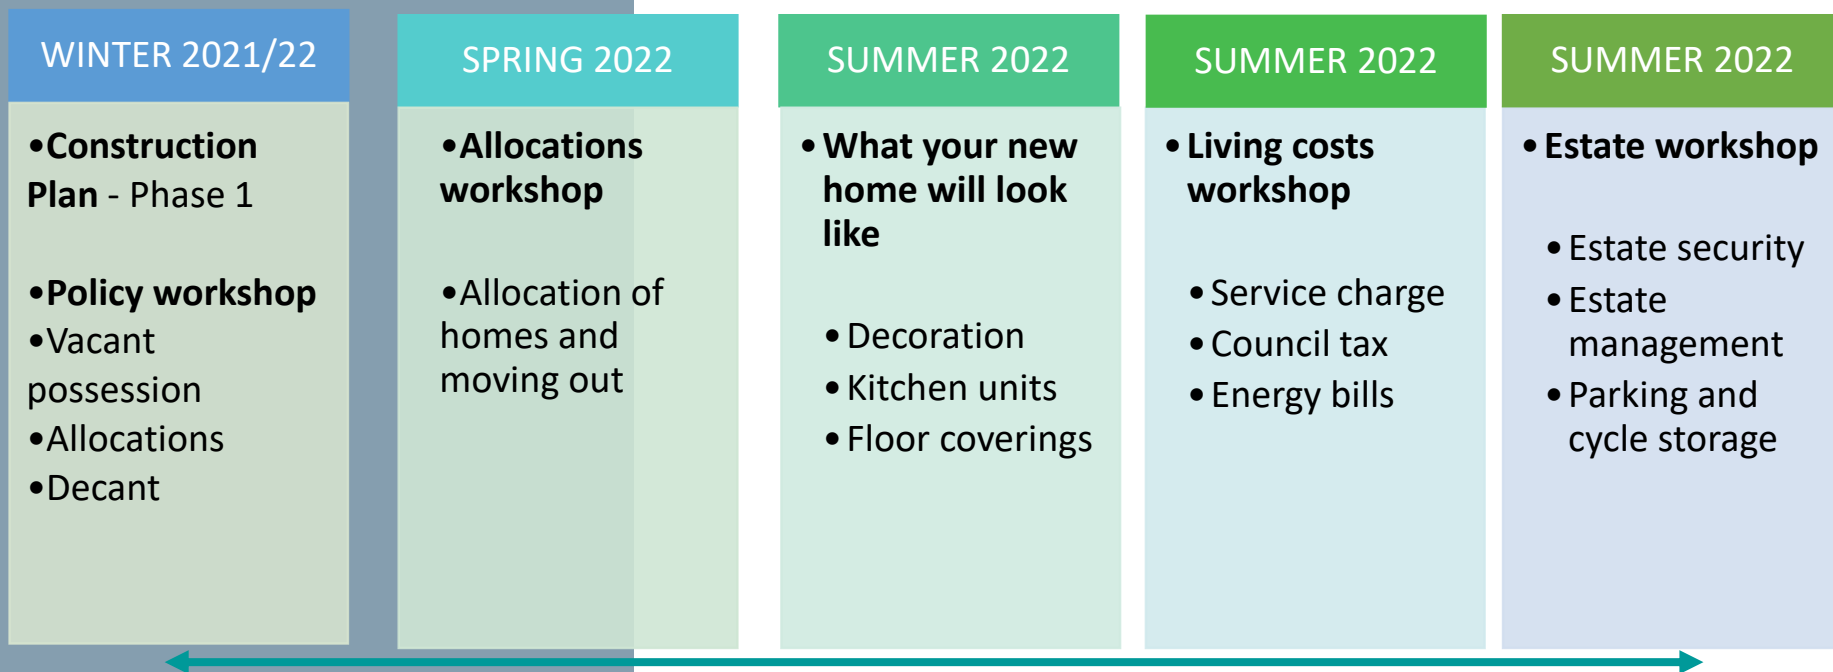 WINTER 2021/22
•Construction
Plan - Phase 1
•Policy workshop
•Vacant
possession
•Allocations
•Decant
SPRING 2022
•Allocations
workshop
•Allocation of
homes and
moving out
SUMMER 2022
•What your new
home will look
like
•Decoration
•Kitchen units
•Floor coverings
SUMMER 2022
•Living costs
workshop
•Service charge
•Council tax
•Energy bills
SUMMER 2022
•Estate workshop
•Estate security
•Estate
management
•Parking and
cycle storage